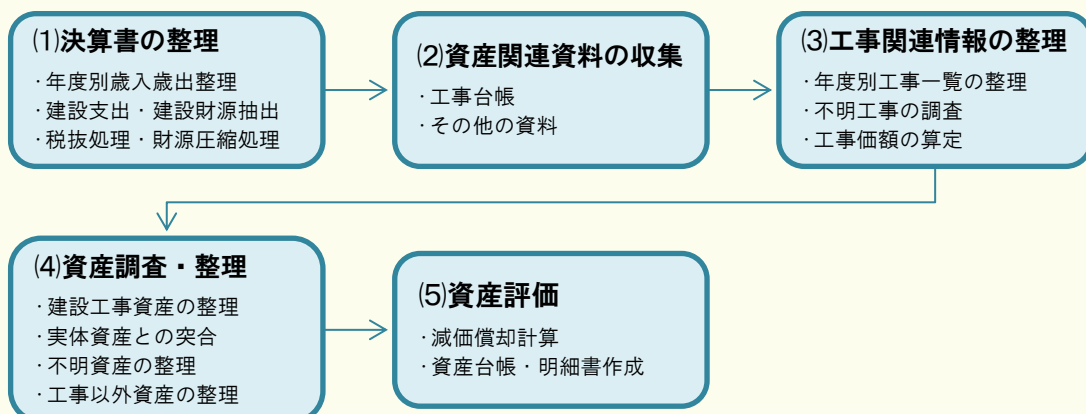 ⑴決算書の整理
・年度別歳入歳出整理
・建設支出・建設財源抽出
・税抜処理・財源圧縮処理
⑵資産関連資料の収集
・工事台帳
・その他の資料
⑶工事関連情報の整理
・年度別工事一覧の整理
・不明工事の調査
・工事価額の算定
⑷資産調査・整理
・建設工事資産の整理
・実体資産との突合
・不明資産の整理
・工事以外資産の整理
⑸資産評価
・減価償却計算
・資産台帳・明細書作成